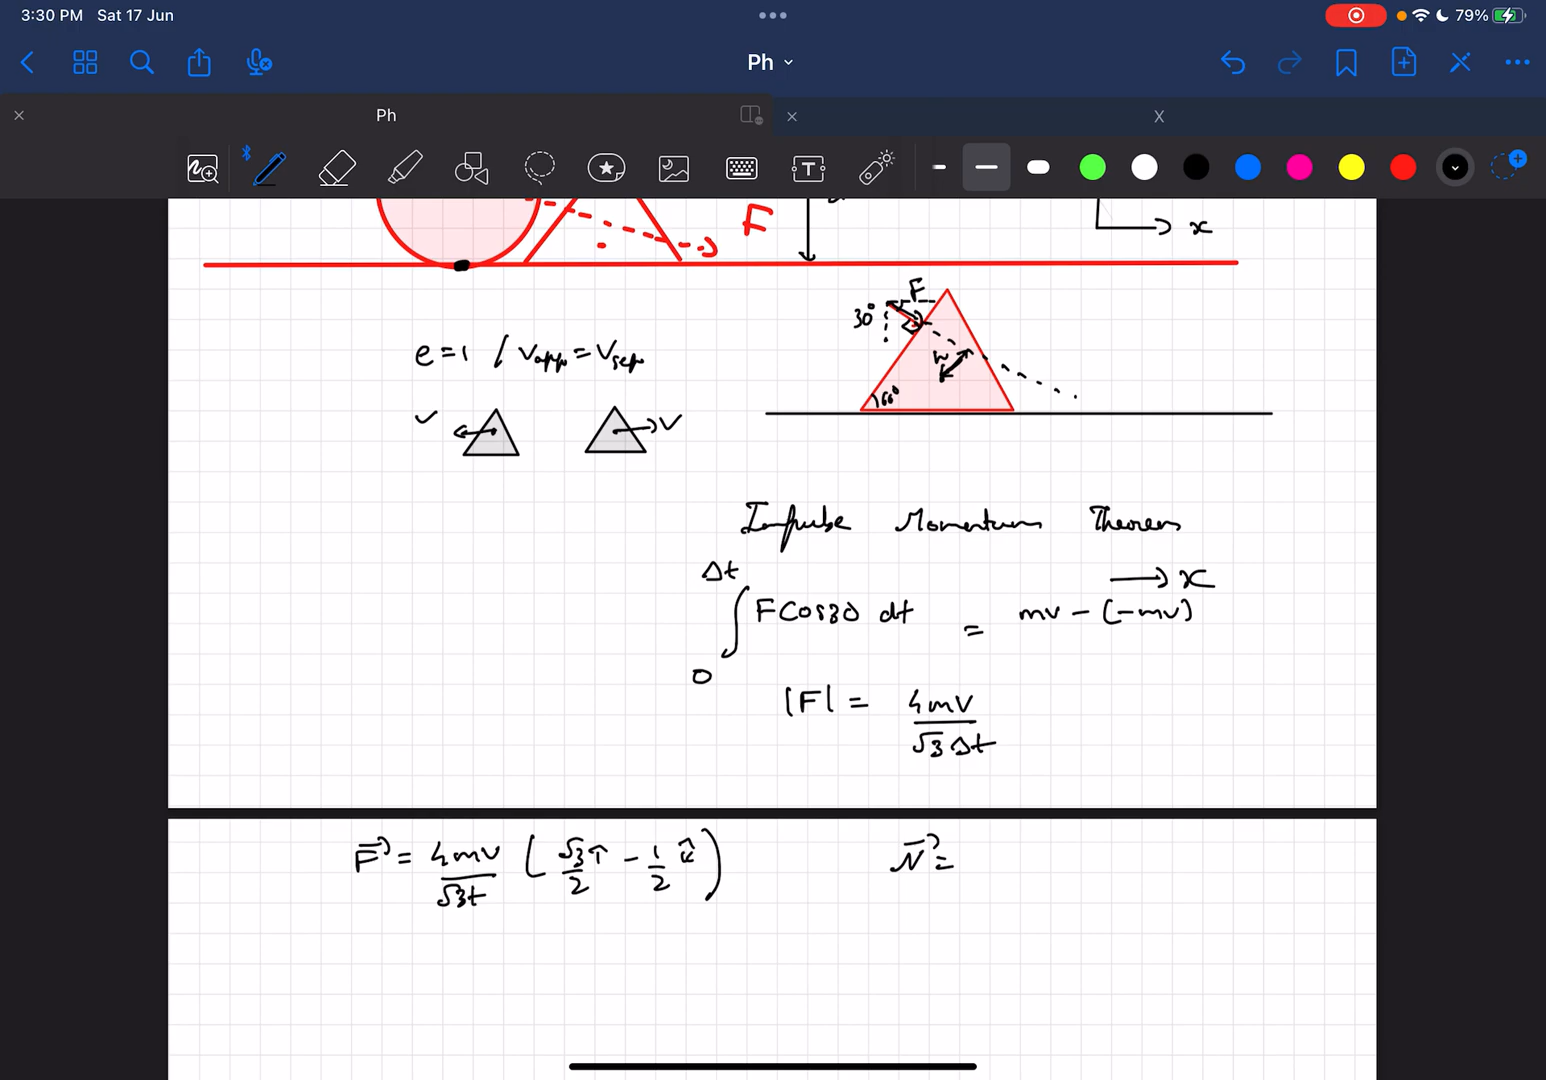 3:30 PM Sat 17 Jun
79%
Ph
Ph
X
T
F
x
F
30°
60°
e=1 / Vapp = Vsep
v
v
Impulse Momentum Theorem
→ x
Δt
∫ F Cos30 dt = mv - (-mv)
0
|F| = 4mv / √3 Δt
F⃗ = 4mv / √3t ( √3/2 î - 1/2 k̂ )
N⃗ =